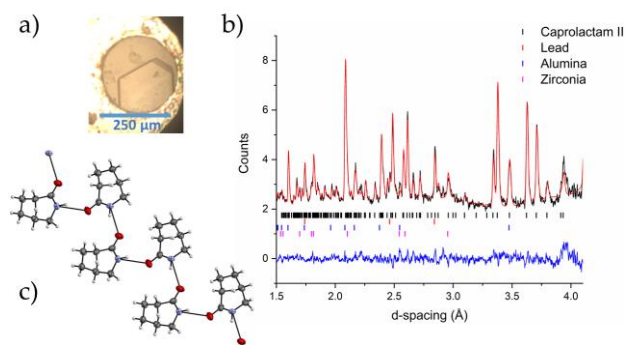 a)
250 µm
b)
Caprolactam II
Lead
Alumina
Zirconia
8
6
4
2
0
Counts
1.5 2.0 2.5 3.0 3.5 4.0
d-spacing (Å)
c)